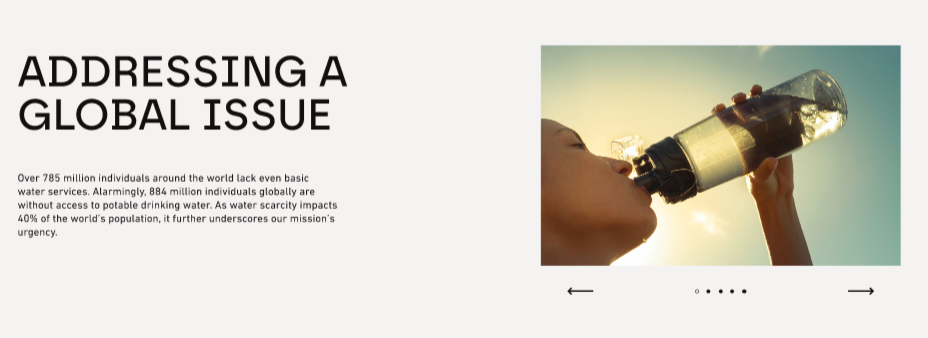 ADDRESSING A
GLOBAL ISSUE
Over 785 million individuals around the world lack even basic
water services. Alarmingly, 884 million individuals globally are
without access to potable drinking water. As water scarcity impacts
40% of the world's population, it further underscores our mission's
urgency.